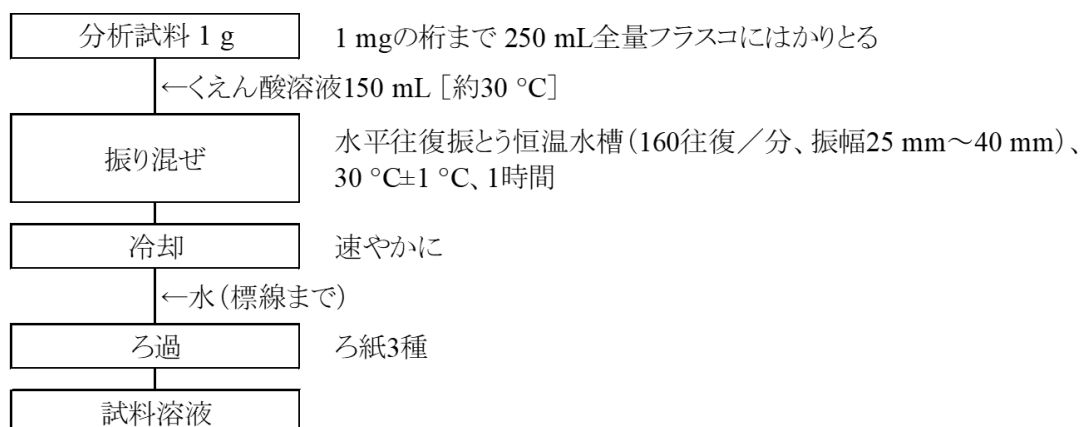 分析試料 1 g
1 mgの桁まで 250 mL全量フラスコにはかりとる
←くえん酸溶液150 mL [約30 °C]
振り混ぜ
水平往復振とう恒温水槽(160往復/分、振幅25 mm~40 mm)、
30 °C±1 °C、1時間
冷却
速やかに
←水(標線まで)
ろ過
ろ紙3種
試料溶液